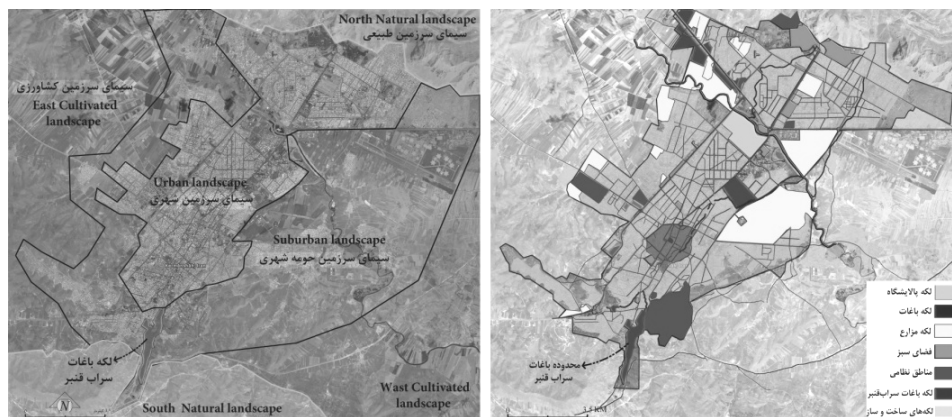 North Natural landscape
سیمای سرزمین طبیعی
سیمای سرزمین کشاورزی
East Cultivated
landscape
Urban landscape
سیمای سرزمین شهری
Suburban landscape
سیمای سرزمین حومه شهری
لکه باغات
سراب قنبر
Wast Cultivated
landscape
South Natural landscape
N
محدوده باغات
سراب قنبر
لکه پالایشگاه
لکه باغات
لکه مزارع
فضای سبز
مناطق نظامی
لکه باغات سراب‌قنبر
لکه‌های ساخت و ساز